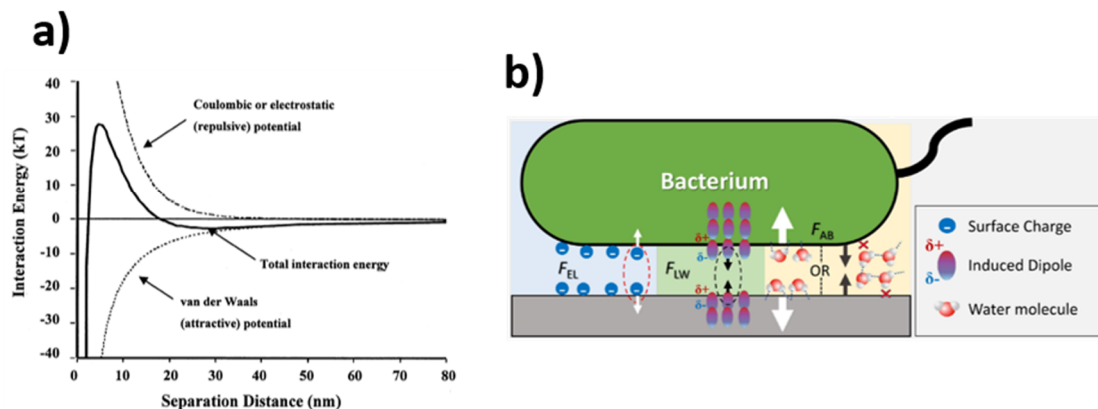 a)
40
30
20
10
0
-10
-20
-30
-40
Interaction Energy (kT)
Coulombic or electrostatic
(repulsive) potential
Total interaction energy
van der Waals
(attractive) potential
0 10 20 30 40 50 60 70 80
Separation Distance (nm)
b)
Bacterium
FEL
δ+
δ-
FLW
δ+
δ-
FAB
OR
Surface Charge
δ+
δ-
Induced Dipole
Water molecule